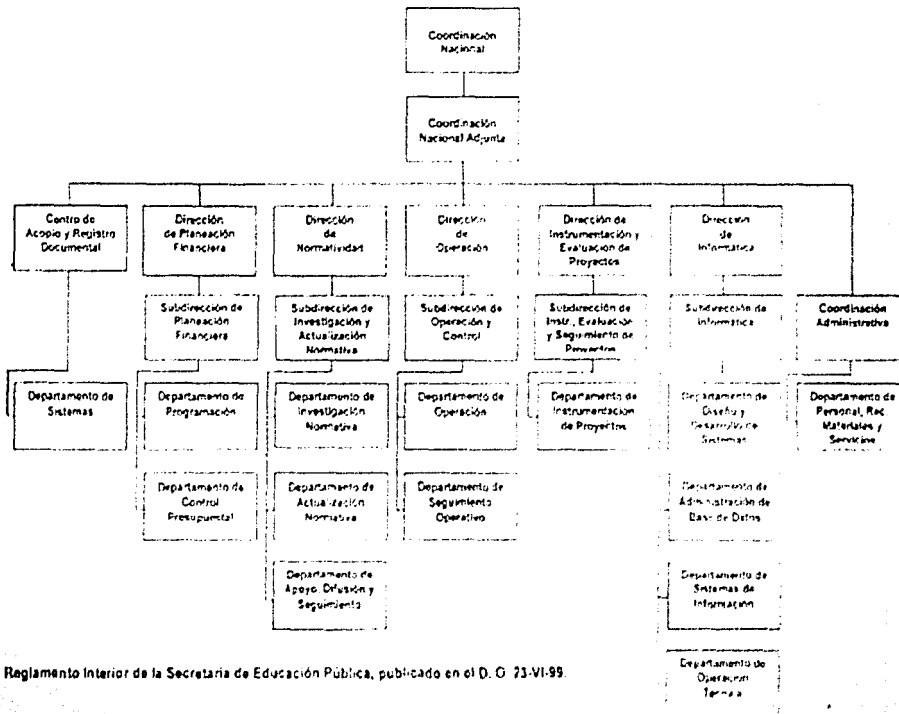 Coordinación
Nacional
Coordinación
Nacional Adjunta
Centro de
Acopio y Registro
Documental
Dirección
de Planeación
Financiera
Dirección
de
Normatividad
Dirección
de
Operación
Dirección de
Instrumentación y
Evaluación de
Proyectos
Dirección
de
Informática
Subdirección de
Planeación
Financiera
Subdirección de
Investigación y
Actualización
Normativa
Subdirección de
Operación y
Control
Subdirección de
Instr., Evaluación
y Seguimiento de
Proyectos
Subdirección de
Informática
Coordinación
Administrativa
Departamento de
Sistemas
Departamento de
Programación
Departamento de
Investigación
Normativa
Departamento de
Operación
Departamento de
Instrumentación
de Proyectos
Departamento de
Diseño y
Desarrollo de
Sistemas
Departamento de
Personal, Rec.
Materiales y
Servicios
Departamento de
Control
Presupuestal
Departamento de
Actualización
Normativa
Departamento de
Seguimiento
Operativo
Departamento de
Administración de
Base de Datos
Departamento de
Apoyo, Difusión y
Seguimiento
Departamento de
Sistemas de
Información
Departamento de
Operación
Reglamento Interior de la Secretaría de Educación Pública, publicado en el D. O. 23-VI-99.